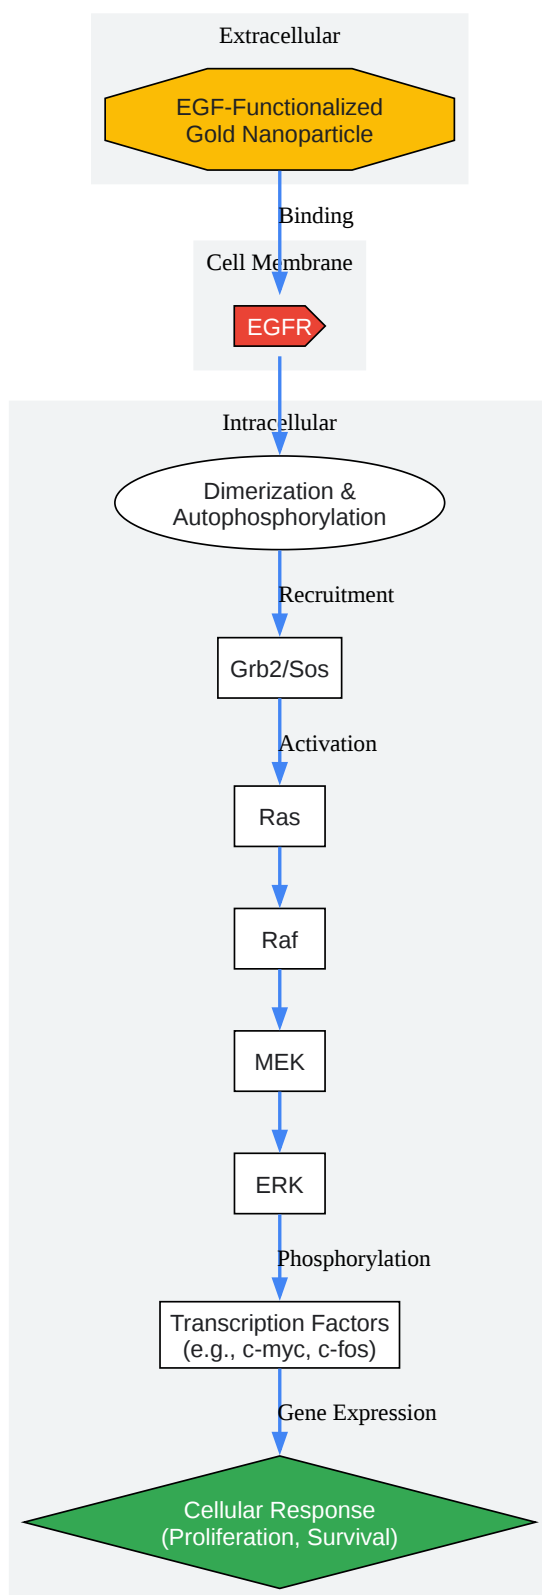 Extracellular
EGF-Functionalized
Gold Nanoparticle
Binding
Cell Membrane
EGFR
Intracellular
Dimerization &
Autophosphorylation
Recruitment
Grb2/Sos
Activation
Ras
Raf
MEK
ERK
Phosphorylation
Transcription Factors
(e.g., c-myc, c-fos)
Gene Expression
Cellular Response
(Proliferation, Survival)